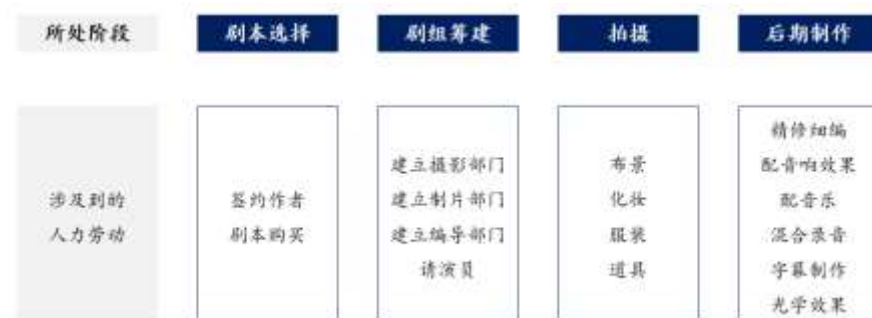 所处阶段
剧本选择
剧组筹建
拍摄
后期制作
涉及到的
人力劳动
签约作者
剧本购买
建立摄影部门
建立制片部门
建立编导部门
请演员
布景
化妆
服装
道具
精修细编
配音响效果
配音乐
混合录音
字幕制作
光学效果